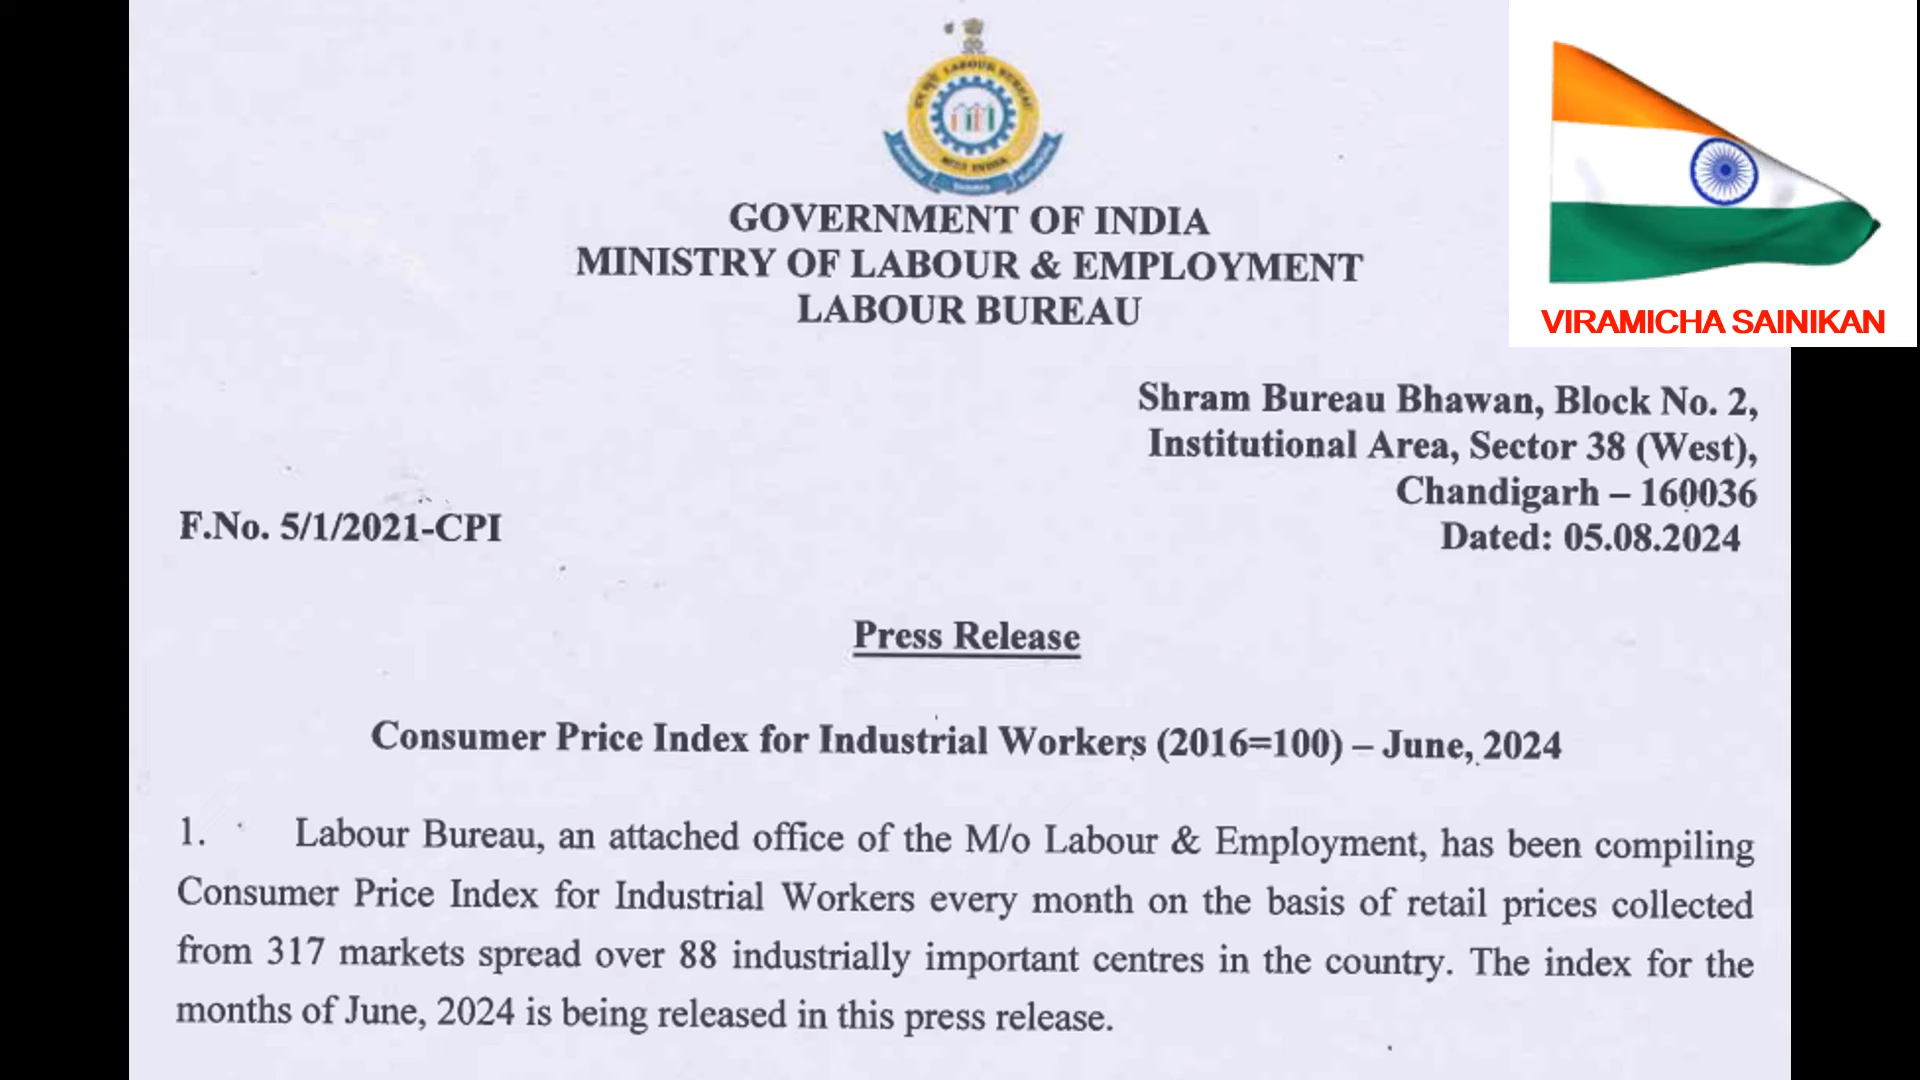 LABOUR BUREAU
GOVERNMENT OF INDIA
MINISTRY OF LABOUR & EMPLOYMENT
LABOUR BUREAU
VIRAMICHA SAINIKAN
Shram Bureau Bhawan, Block No. 2,
Institutional Area, Sector 38 (West),
Chandigarh – 160036
F.No. 5/1/2021-CPI
Dated: 05.08.2024
Press Release
Consumer Price Index for Industrial Workers (2016=100) – June, 2024
1. Labour Bureau, an attached office of the M/o Labour & Employment, has been compiling
Consumer Price Index for Industrial Workers every month on the basis of retail prices collected
from 317 markets spread over 88 industrially important centres in the country. The index for the
months of June, 2024 is being released in this press release.